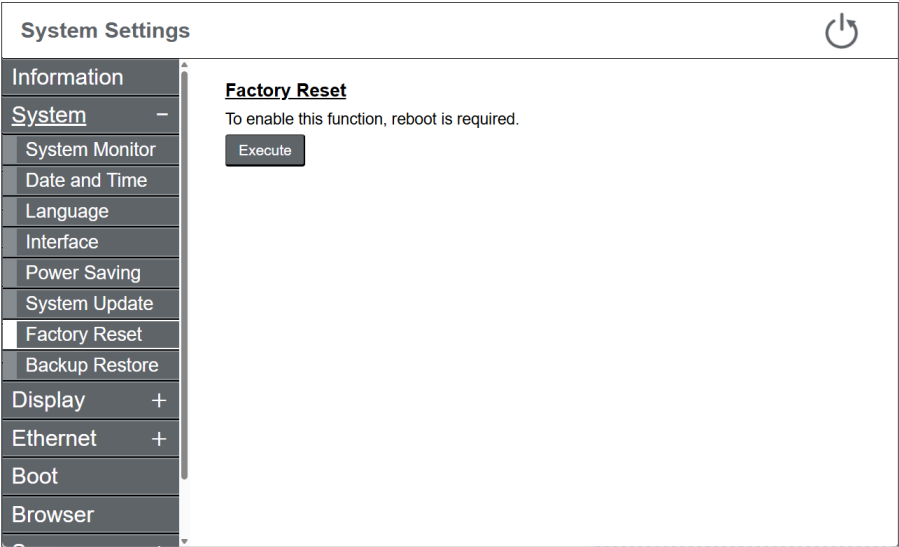 System Settings
Information
System −
System Monitor
Date and Time
Language
Interface
Power Saving
System Update
Factory Reset
Backup Restore
Display +
Ethernet +
Boot
Browser
Factory Reset
To enable this function, reboot is required.
Execute